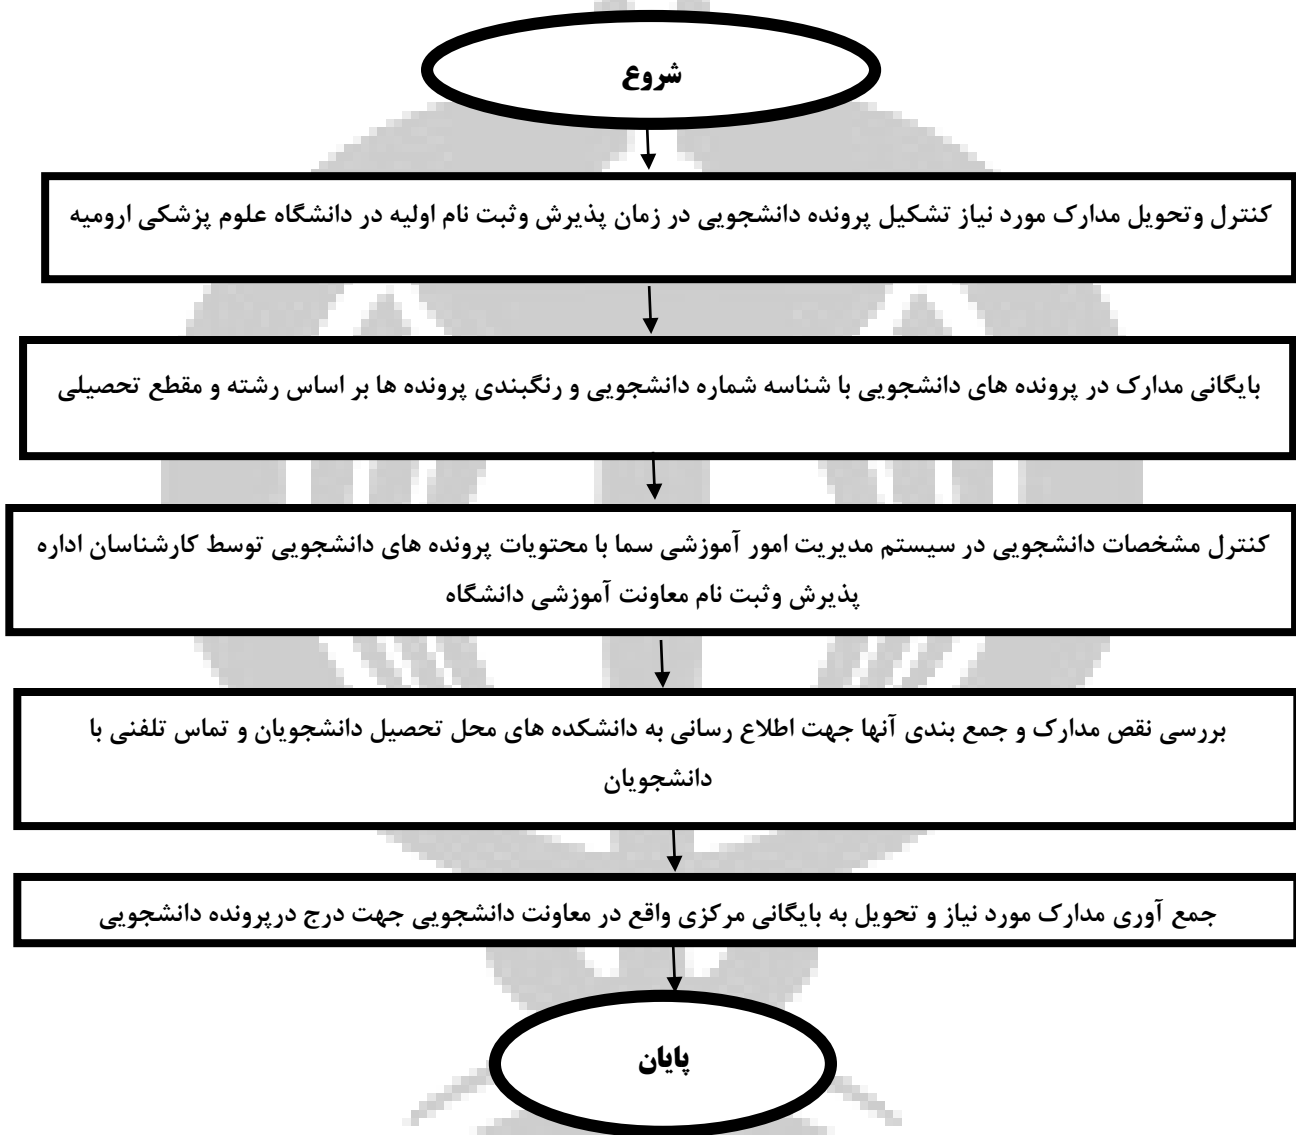 شروع
کنترل وتحویل مدارک مورد نیاز تشکیل پرونده دانشجویی در زمان پذیرش وثبت نام اولیه در دانشگاه علوم پزشکی ارومیه
بایگانی مدارک در پرونده های دانشجویی با شناسه شماره دانشجویی و رنگبندی پرونده ها بر اساس رشته و مقطع تحصیلی
کنترل مشخصات دانشجویی در سیستم مدیریت امور آموزشی سما با محتویات پرونده های دانشجویی توسط کارشناسان اداره
پذیرش وثبت نام معاونت آموزشی دانشگاه
بررسی نقص مدارک و جمع بندی آنها جهت اطلاع رسانی به دانشکده های محل تحصیل دانشجویان و تماس تلفنی با
دانشجویان
جمع آوری مدارک مورد نیاز و تحویل به بایگانی مرکزی واقع در معاونت دانشجویی جهت درج درپرونده دانشجویی
پایان